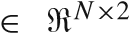 ∈ ℜ^{N×2}